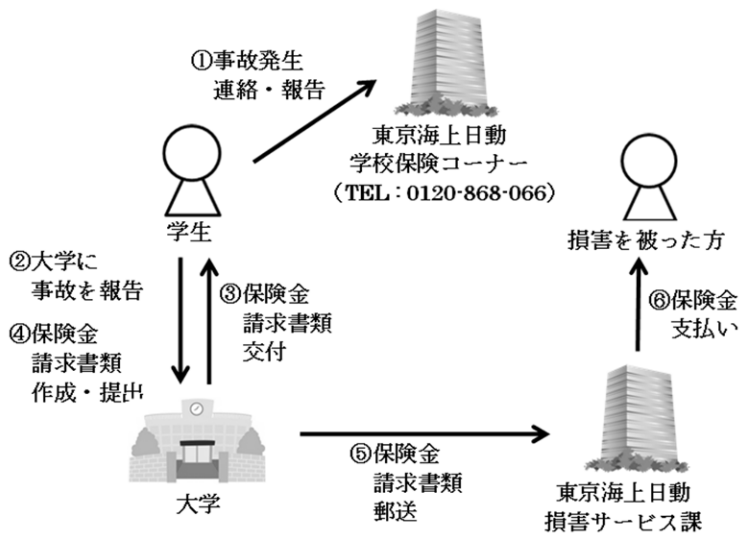 ①事故発生
連絡・報告
東京海上日動
学校保険コーナー
(TEL:0120-868-066)
学生
損害を被った方
②大学に
事故を報告
③保険金
請求書類
交付
④保険金
請求書類
作成・提出
⑥保険金
支払い
大学
⑤保険金
請求書類
郵送
東京海上日動
損害サービス課